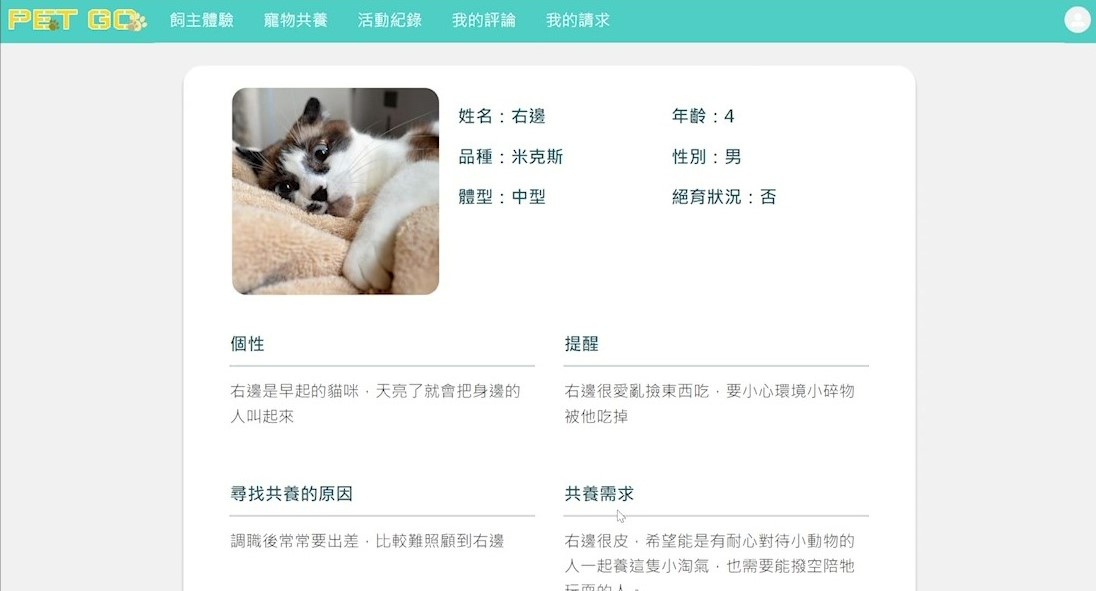 PET GO 飼主體驗 寵物共養 活動紀錄 我的評論 我的請求
姓名：右邊 年齡：4
品種：米克斯 性別：男
體型：中型 絕育狀況：否
個性
右邊是早起的貓咪，天亮了就會把身邊的
人叫起來
提醒
右邊很愛亂撿東西吃，要小心環境小碎物
被他吃掉
尋找共養的原因
調職後常常要出差，比較難照顧到右邊
共養需求
右邊很皮，希望能是有耐心對待小動物的
人一起養這隻小淘氣，也需要能撥空陪牠
玩耍的人。